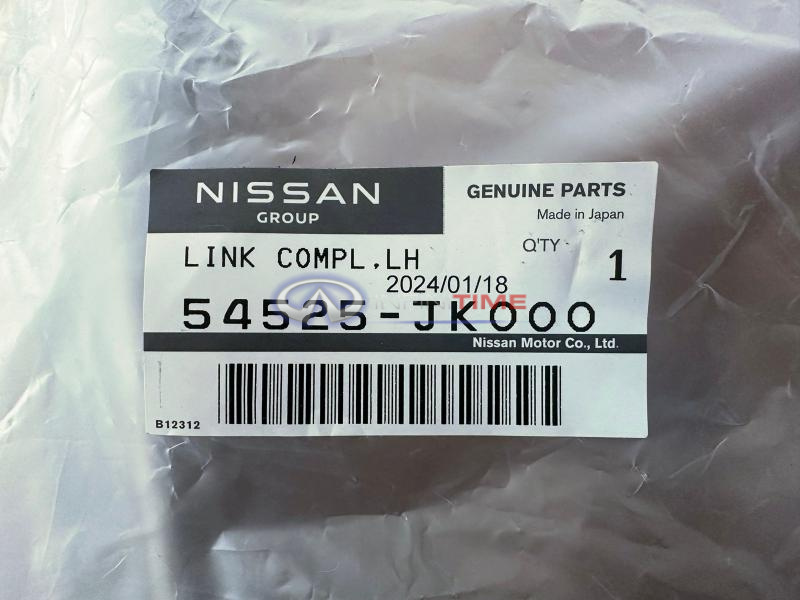 NISSAN
GROUP
GENUINE PARTS
Made in Japan
Q'TY
1
LINK COMPL,LH
2024/01/18
TIME
54525-JK000
Nissan Motor Co., Ltd.
B12312